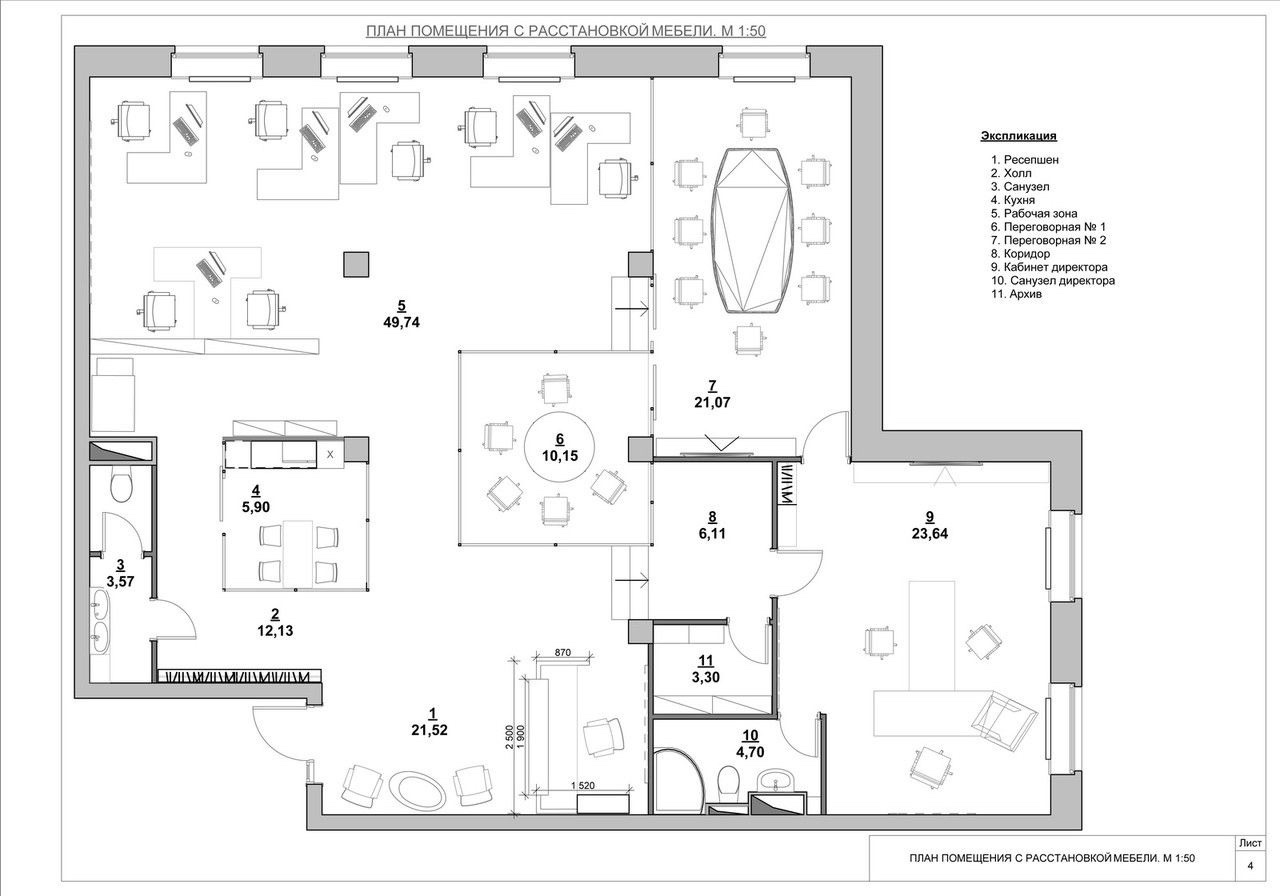 ПЛАН ПОМЕЩЕНИЯ С РАССТАНОВКОЙ МЕБЕЛИ. М 1:50
Экспликация
1. Ресепшен
2. Холл
3. Санузел
4. Кухня
5. Рабочая зона
6. Переговорная № 1
7. Переговорная № 2
8. Коридор
9. Кабинет директора
10. Санузел директора
11. Архив
5
49,74
7
21,07
6
10,15
X
4
5,90
8
6,11
9
23,64
3
3,57
2
12,13
870
11
3,30
1
21,52
2 500
1 900
10
4,70
1 520
ПЛАН ПОМЕЩЕНИЯ С РАССТАНОВКОЙ МЕБЕЛИ. М 1:50
Лист
4